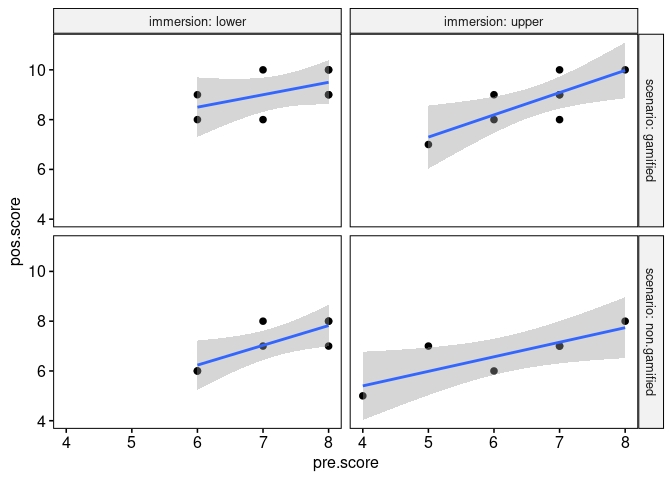 immersion: lower
immersion: upper
10
8
6
4
scenario: gamified
pos.score
10
8
6
4
scenario: non.gamified
4 5 6 7 8
4 5 6 7 8
pre.score